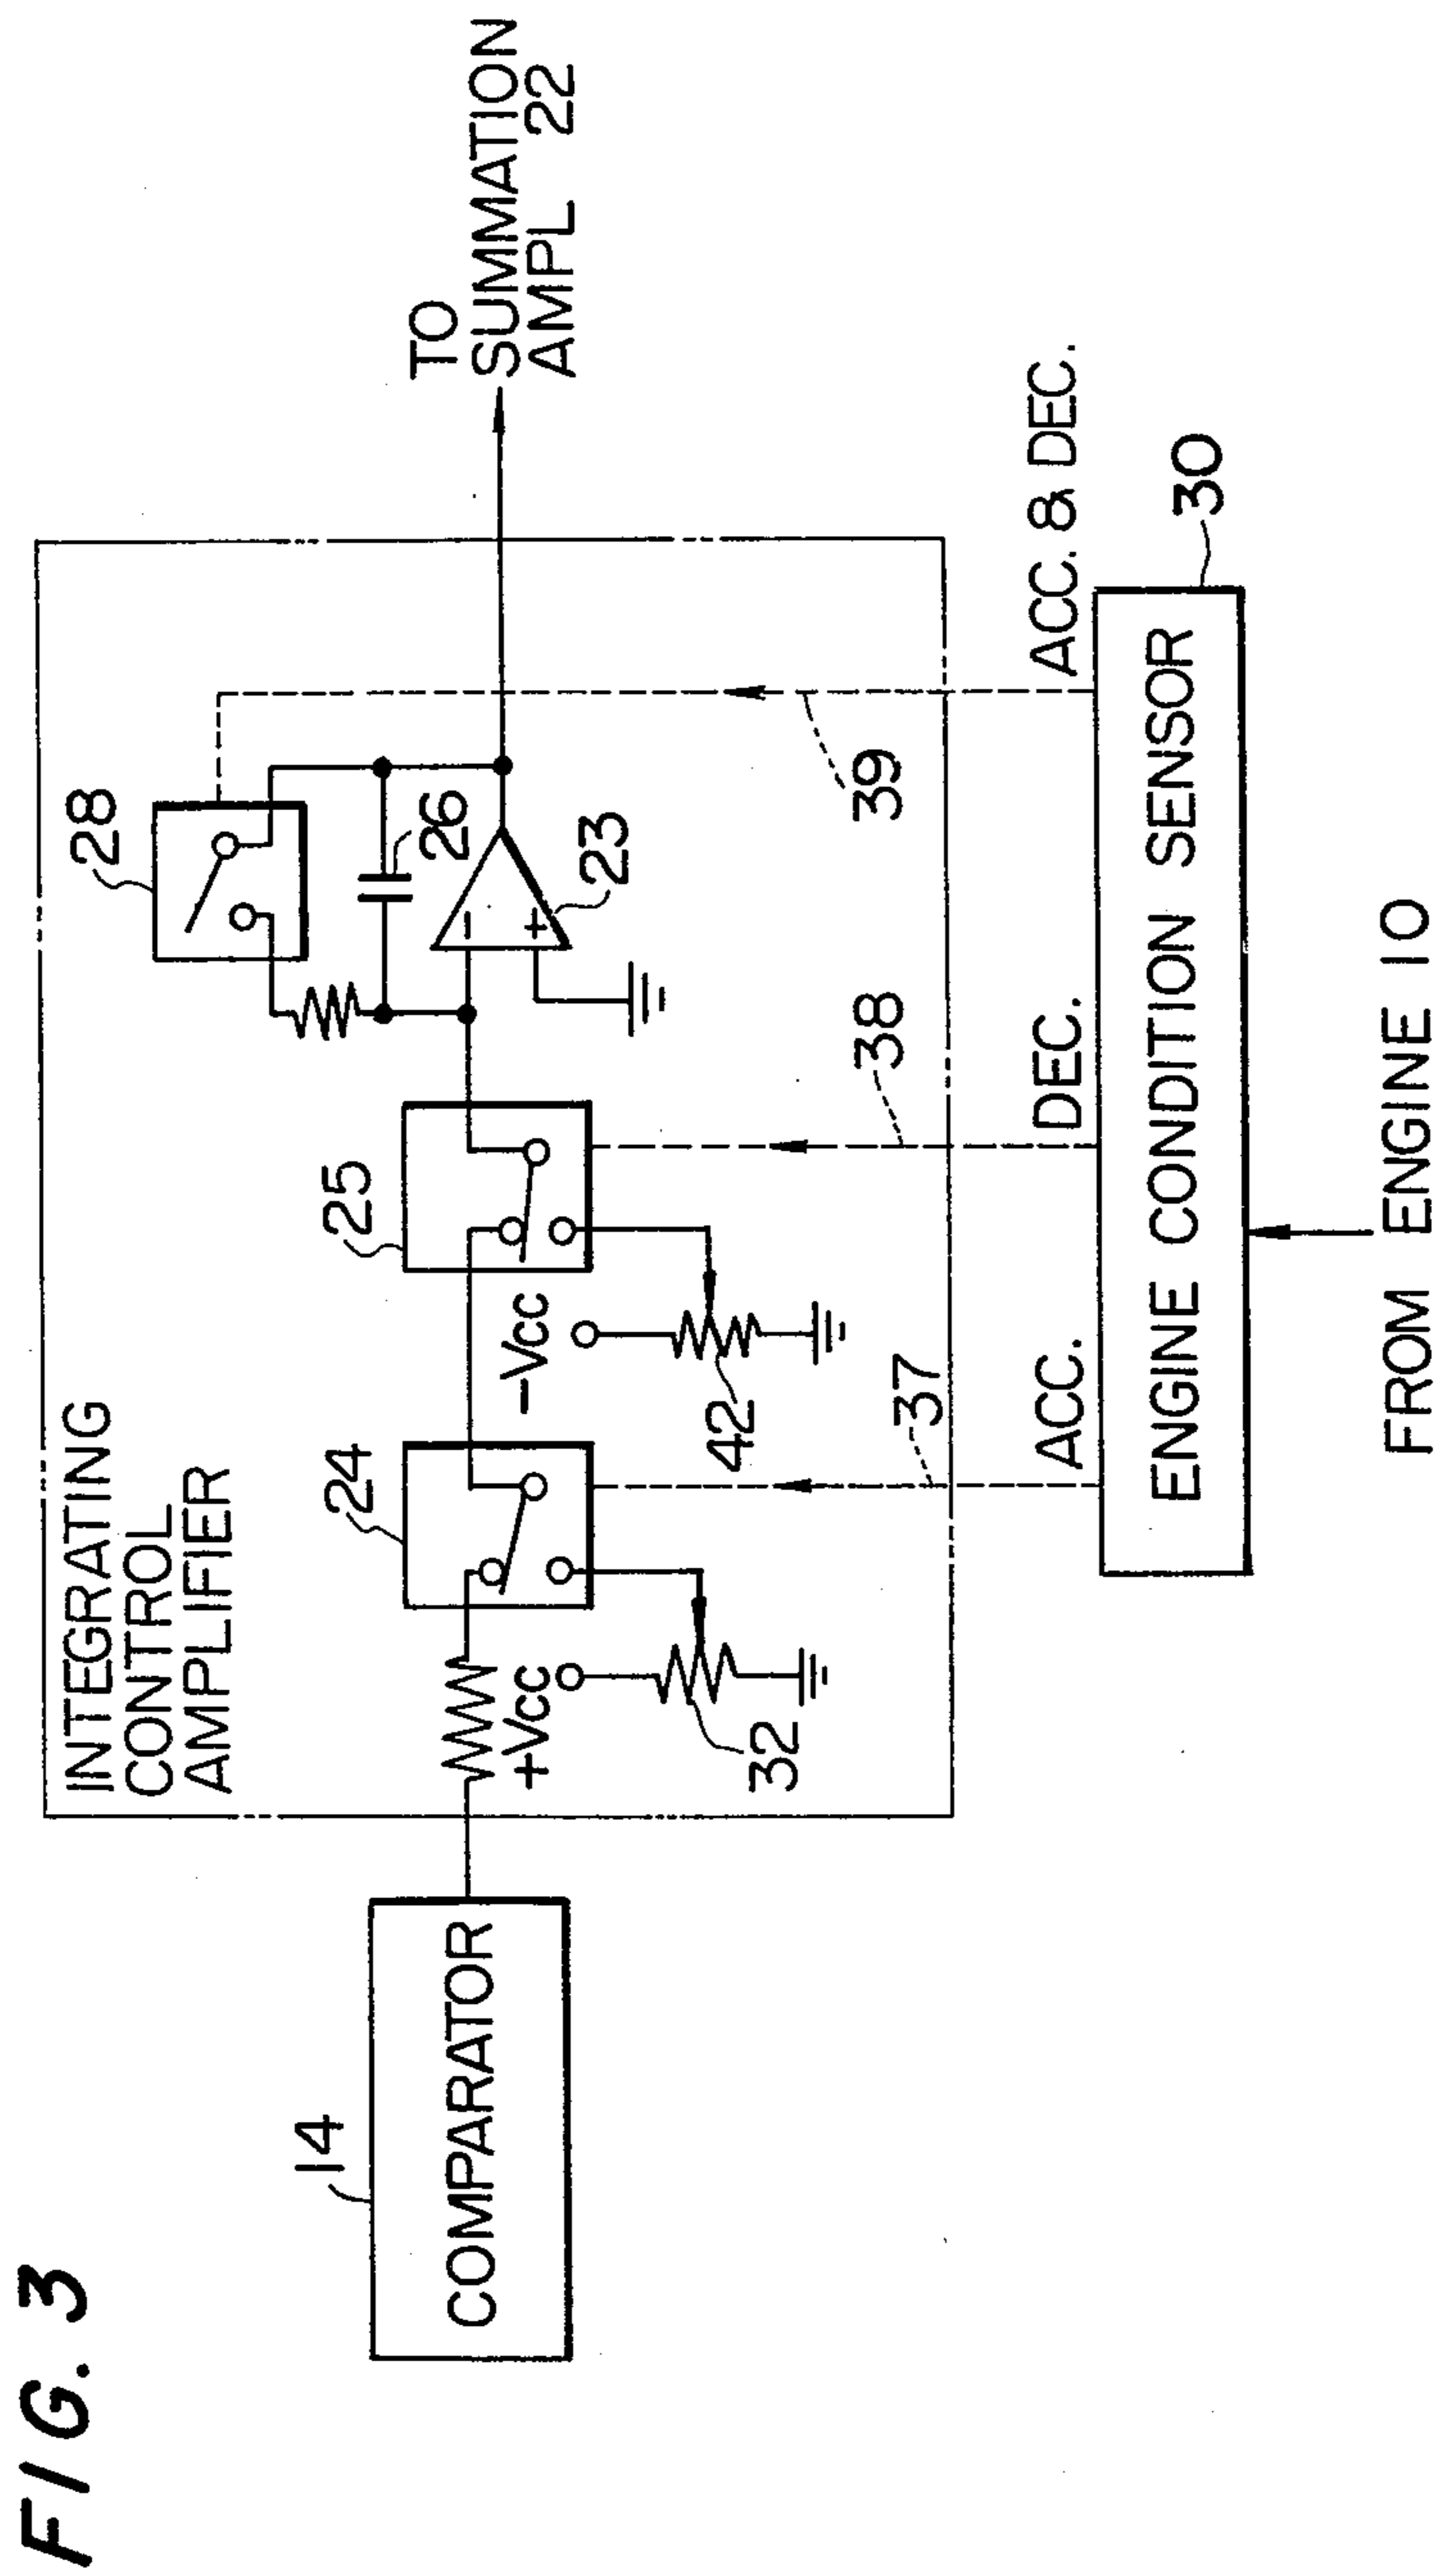 FIG. 3
INTEGRATING
CONTROL
AMPLIFIER
28
26
23
25
24
14
COMPARATOR
+Vcc
32
−Vcc
42
−
+
TO
SUMMATION
AMPL 22
37
38
39
ACC.
DEC.
ACC. & DEC.
30
ENGINE CONDITION SENSOR
FROM ENGINE 10